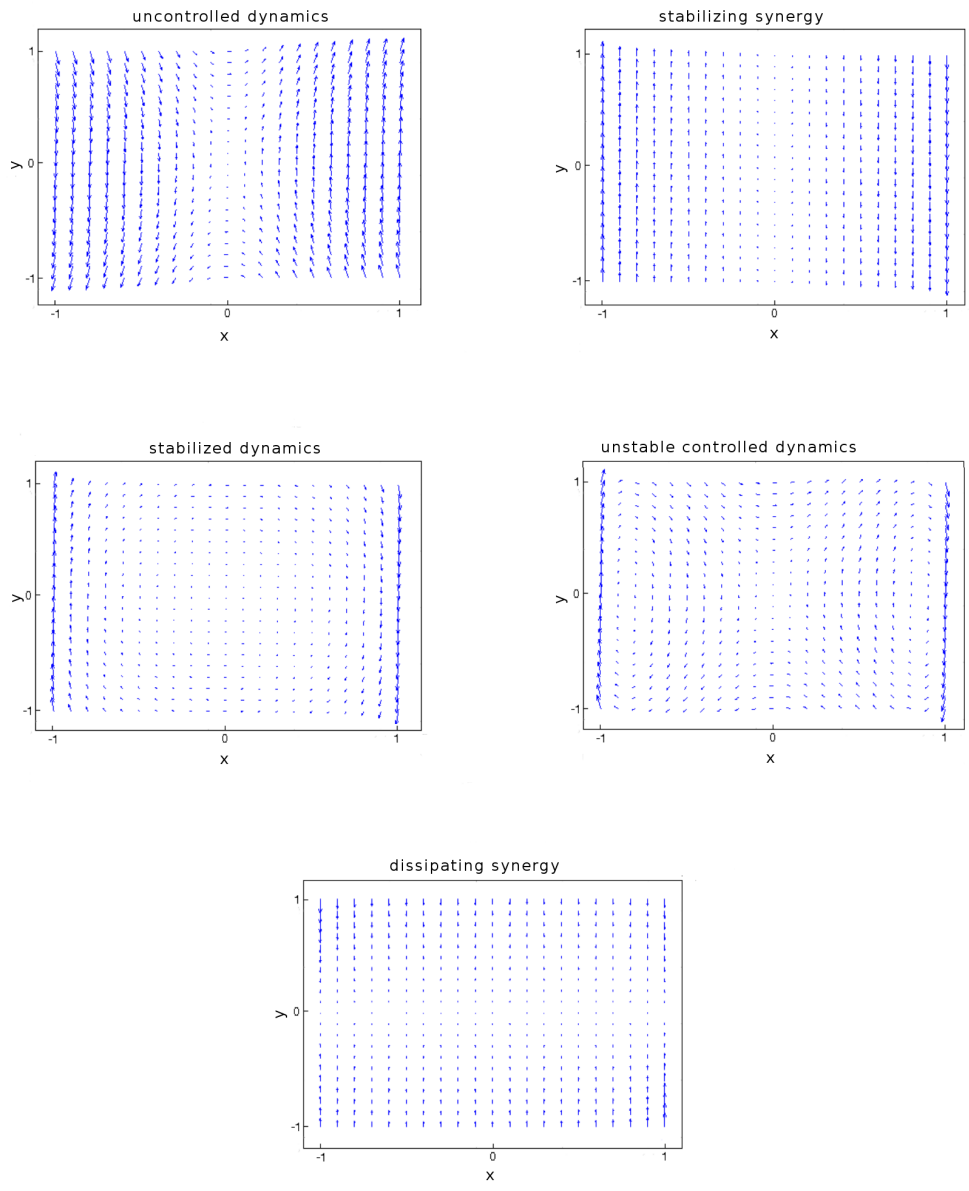 uncontrolled dynamics
1
y
0
-1
-1 0 1
x
stabilizing synergy
1
y
0
-1
-1 0 1
x
stabilized dynamics
1
y
0
-1
-1 0 1
x
unstable controlled dynamics
1
y
0
-1
-1 0 1
x
dissipating synergy
1
y
0
-1
-1 0 1
x